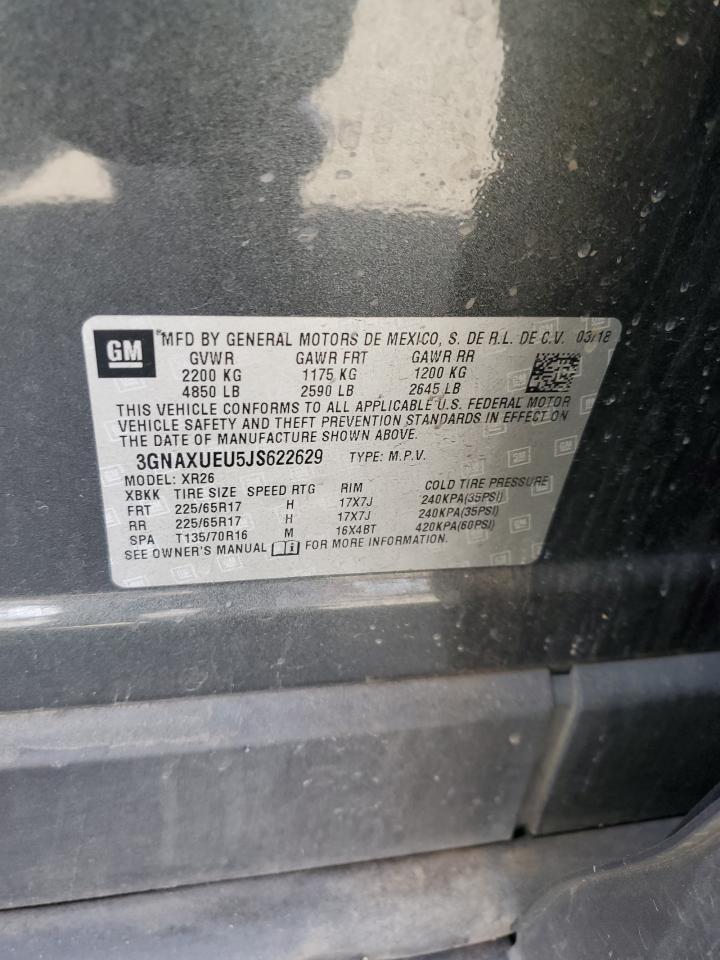 GM ®MFD BY GENERAL MOTORS DE MEXICO, S. DE R.L. DE C.V. 03/18
GVWR GAWR FRT GAWR RR
2200 KG 1175 KG 1200 KG
4850 LB 2590 LB 2645 LB
THIS VEHICLE CONFORMS TO ALL APPLICABLE U.S. FEDERAL MOTOR
VEHICLE SAFETY AND THEFT PREVENTION STANDARDS IN EFFECT ON
THE DATE OF MANUFACTURE SHOWN ABOVE.
3GNAXUEU5JS622629 TYPE: M.P.V.
MODEL: XR26
XBKK TIRE SIZE SPEED RTG RIM COLD TIRE PRESSURE
FRT 225/65R17 H 17X7J 240KPA(35PSI)
RR 225/65R17 H 17X7J 240KPA(35PSI)
SPA T135/70R16 M 16X4BT 420KPA(60PSI)
SEE OWNER'S MANUAL FOR MORE INFORMATION.